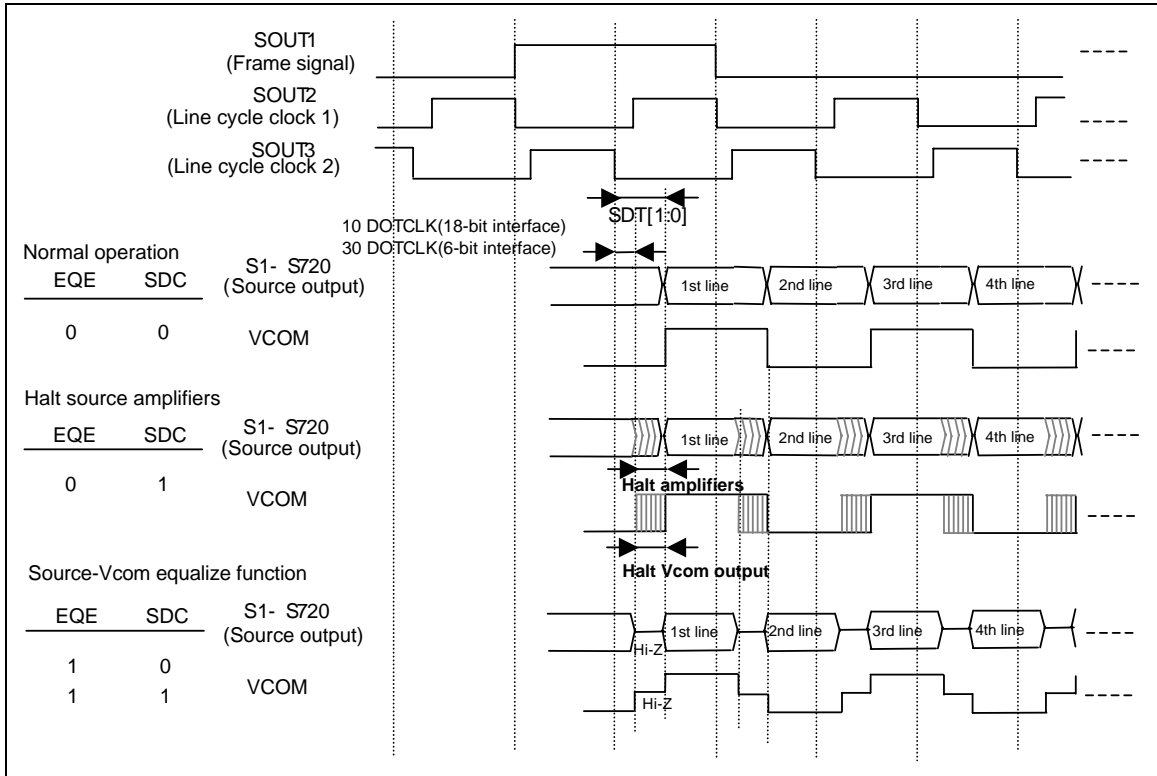 SOUT1
(Frame signal)
SOUT2
(Line cycle clock 1)
SOUT3
(Line cycle clock 2)
SDT[1:0]
10 DOTCLK(18-bit interface)
30 DOTCLK(6-bit interface)
Normal operation
EQE SDC
0 0
S1- S720
(Source output)
1st line 2nd line 3rd line 4th line
VCOM
Halt source amplifiers
EQE SDC
0 1
S1- S720
(Source output)
1st line 2nd line 3rd line 4th line
Halt amplifiers
VCOM
Halt Vcom output
Source-Vcom equalize function
EQE SDC
1 0
1 1
S1- S720
(Source output)
1st line 2nd line 3rd line 4th line
Hi-Z
VCOM
Hi-Z